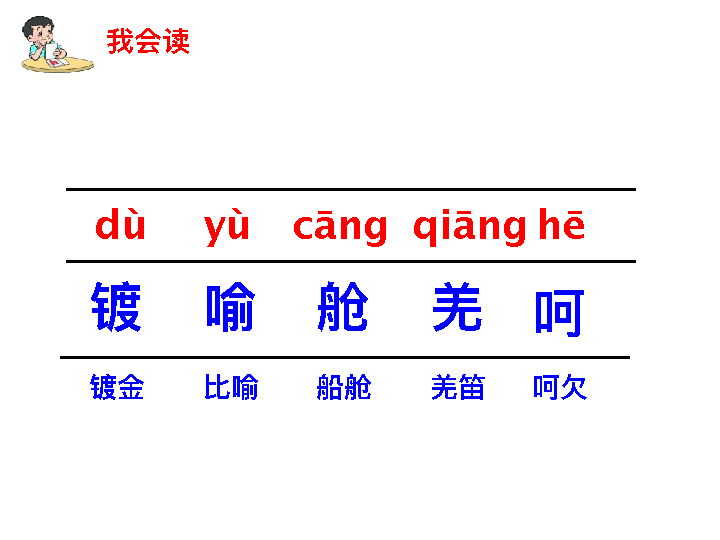 我会读
dù yù cāng qiāng hē
镀 喻 舱 羌 呵
镀金 比喻 船舱 羌笛 呵欠